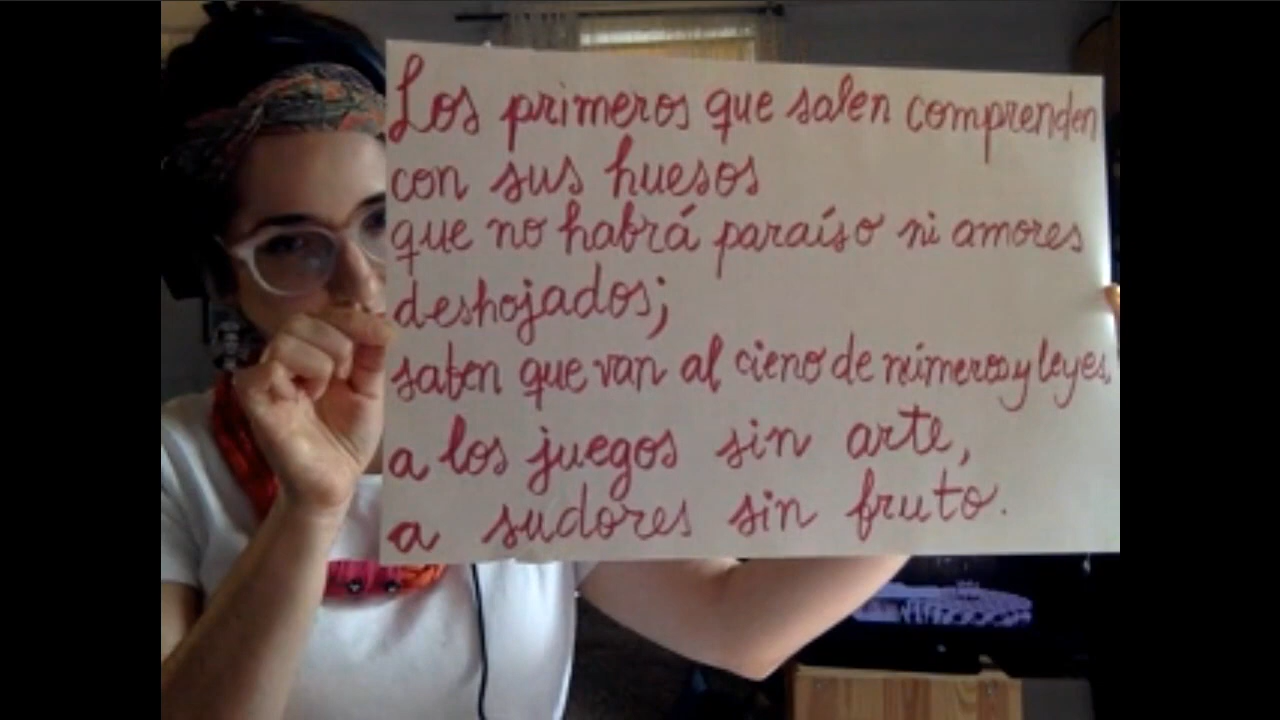 Los primeros que salen comprenden
con sus huesos
que no habrá paraíso ni amores
deshojados;
saben que van al cieno de números y leyes,
a los juegos sin arte,
a sudores sin fruto.